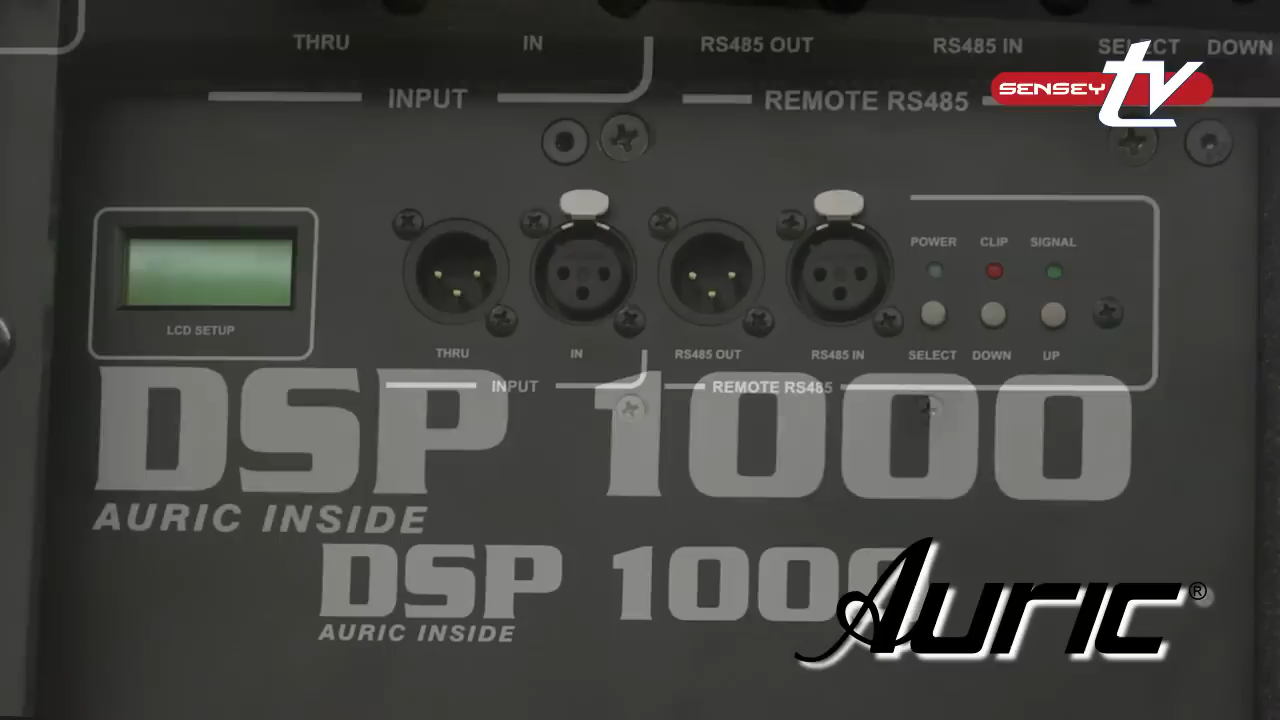 THRU IN RS485 OUT RS485 IN SELECT DOWN
INPUT REMOTE RS485
SENSEY tv
POWER CLIP SIGNAL
LCD SETUP
THRU IN RS485 OUT RS485 IN SELECT DOWN UP
INPUT REMOTE RS485
DSP 1000
AURIC INSIDE
DSP 1000
AURIC INSIDE
Auric®